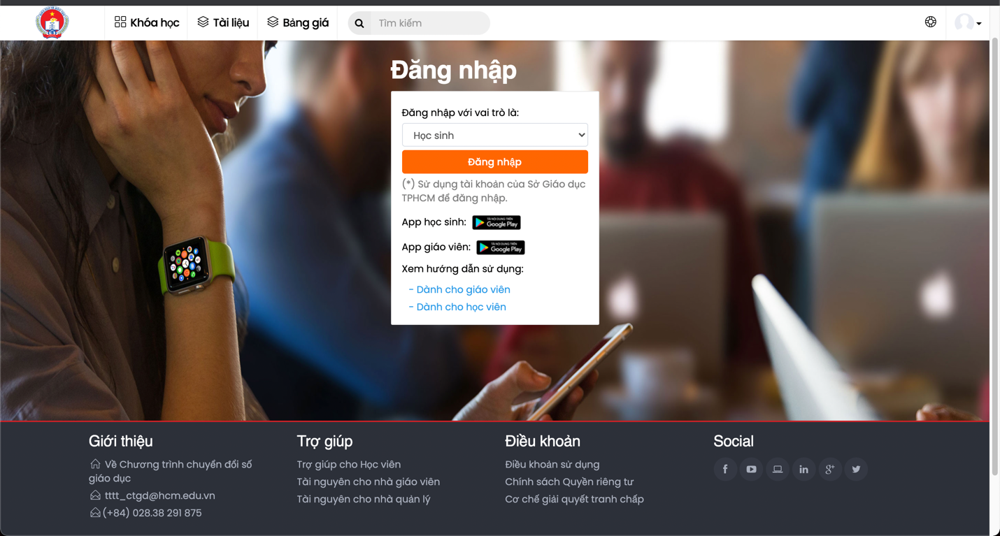 Khóa học
Tài liệu
Bảng giá
Tìm kiếm
Đăng nhập
Đăng nhập với vai trò là:
Học sinh
Đăng nhập
(*) Sử dụng tài khoản của Sở Giáo dục
TPHCM để đăng nhập.
App học sinh:
TẢI NỘI DUNG TRÊN
Google Play
App giáo viên:
TẢI NỘI DUNG TRÊN
Google Play
Xem hướng dẫn sử dụng:
- Dành cho giáo viên
- Dành cho học viên
Giới thiệu
Về Chương trình chuyển đổi số
giáo dục
tttt_ctgd@hcm.edu.vn
(+84) 028.38 291 875
Trợ giúp
Trợ giúp cho Học viên
Tài nguyên cho nhà giáo viên
Tài nguyên cho nhà quản lý
Điều khoản
Điều khoản sử dụng
Chính sách Quyền riêng tư
Cơ chế giải quyết tranh chấp
Social